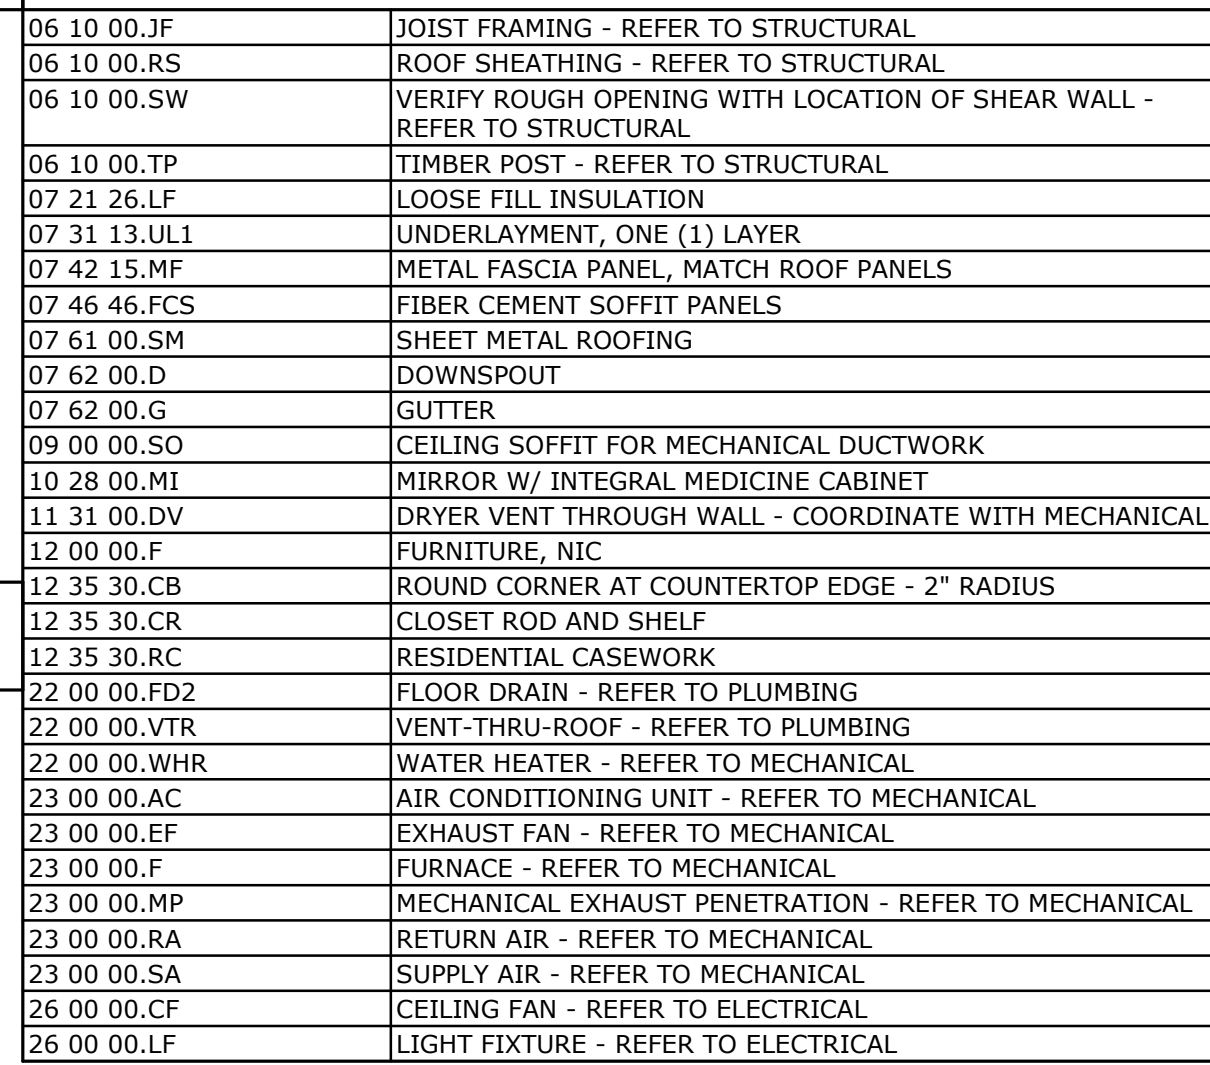 06 10 00.JF JOIST FRAMING - REFER TO STRUCTURAL
06 10 00.RS ROOF SHEATHING - REFER TO STRUCTURAL
06 10 00.SW VERIFY ROUGH OPENING WITH LOCATION OF SHEAR WALL -
REFER TO STRUCTURAL
06 10 00.TP TIMBER POST - REFER TO STRUCTURAL
07 21 26.LF LOOSE FILL INSULATION
07 31 13.UL1 UNDERLAYMENT, ONE (1) LAYER
07 42 15.MF METAL FASCIA PANEL, MATCH ROOF PANELS
07 46 46.FCS FIBER CEMENT SOFFIT PANELS
07 61 00.SM SHEET METAL ROOFING
07 62 00.D DOWNSPOUT
07 62 00.G GUTTER
09 00 00.SO CEILING SOFFIT FOR MECHANICAL DUCTWORK
10 28 00.MI MIRROR W/ INTEGRAL MEDICINE CABINET
11 31 00.DV DRYER VENT THROUGH WALL - COORDINATE WITH MECHANICAL
12 00 00.F FURNITURE, NIC
12 35 30.CB ROUND CORNER AT COUNTERTOP EDGE - 2" RADIUS
12 35 30.CR CLOSET ROD AND SHELF
12 35 30.RC RESIDENTIAL CASEWORK
22 00 00.FD2 FLOOR DRAIN - REFER TO PLUMBING
22 00 00.VTR VENT-THRU-ROOF - REFER TO PLUMBING
22 00 00.WHR WATER HEATER - REFER TO MECHANICAL
23 00 00.AC AIR CONDITIONING UNIT - REFER TO MECHANICAL
23 00 00.EF EXHAUST FAN - REFER TO MECHANICAL
23 00 00.F FURNACE - REFER TO MECHANICAL
23 00 00.MP MECHANICAL EXHAUST PENETRATION - REFER TO MECHANICAL
23 00 00.RA RETURN AIR - REFER TO MECHANICAL
23 00 00.SA SUPPLY AIR - REFER TO MECHANICAL
26 00 00.CF CEILING FAN - REFER TO ELECTRICAL
26 00 00.LF LIGHT FIXTURE - REFER TO ELECTRICAL